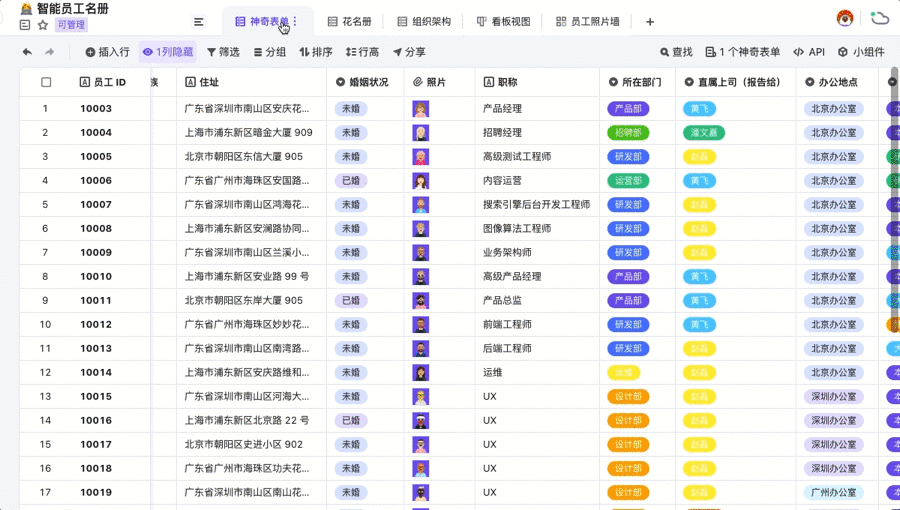 智能员工名册
可管理
神奇表单 花名册 组织架构 看板视图 员工照片墙
插入行 1列隐藏 筛选 分组 排序 行高 分享 查找 1 个神奇表单 API 小组件
员工 ID 族 住址 婚姻状况 照片 职称 所在部门 直属上司（报告给） 办公地点
1 10003 广东省深圳市南山区安庆花... 未婚 产品经理 产品部 黄飞 北京办公室
2 10004 上海市浦东新区暗金大厦 909 未婚 招聘经理 招聘部 潘文嘉 北京办公室
3 10005 北京市朝阳区东信大厦 905 未婚 高级测试工程师 研发部 赵磊 北京办公室
4 10006 广东省广州市海珠区安国路... 已婚 内容运营 运营部 黄飞 北京办公室
5 10007 广东省深圳市南山区鸿海花... 未婚 搜索引擎后台开发工程师 研发部 赵磊 北京办公室
6 10008 上海市浦东新区安澜路协同... 未婚 图像算法工程师 研发部 赵磊 北京办公室
7 10009 广东省深圳市南山区兰溪小... 未婚 业务架构师 研发部 赵磊 北京办公室
8 10010 上海市浦东新区安业路 99 号 未婚 高级产品经理 产品部 黄飞 北京办公室
9 10011 北京市朝阳区东岸大厦 905 已婚 产品总监 产品部 黄飞 北京办公室
10 10012 广东省广州市海珠区妙妙花... 未婚 前端工程师 研发部 黄飞 北京办公室
11 10013 广东省深圳市南山区南湾路... 未婚 后端工程师 研发部 赵磊 北京办公室
12 10014 上海市浦东新区安庆路维和... 未婚 运维 运维 赵磊 北京办公室
13 10015 广东省深圳市南山区河海大... 未婚 UX 设计部 赵磊 深圳办公室
14 10016 上海市浦东新区北京路 22 号 已婚 UX 设计部 赵磊 深圳办公室
15 10017 北京市朝阳区史进小区 902 未婚 UX 设计部 赵磊 深圳办公室
16 10018 广东省广州市海珠区功夫花... 未婚 UX 设计部 赵磊 深圳办公室
17 10019 广东省深圳市南山区南山花... 未婚 UX 设计部 赵磊 广州办公室